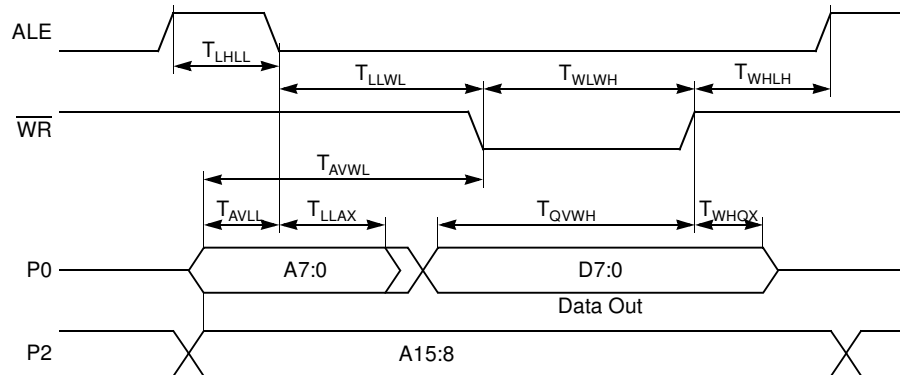 ALE
T_LHLL
T_LLWL T_WLWH T_WHLH
W̅R̅
T_AVWL
T_AVLL T_LLAX T_QVWH T_WHQX
P0 A7:0 D7:0
Data Out
P2 A15:8